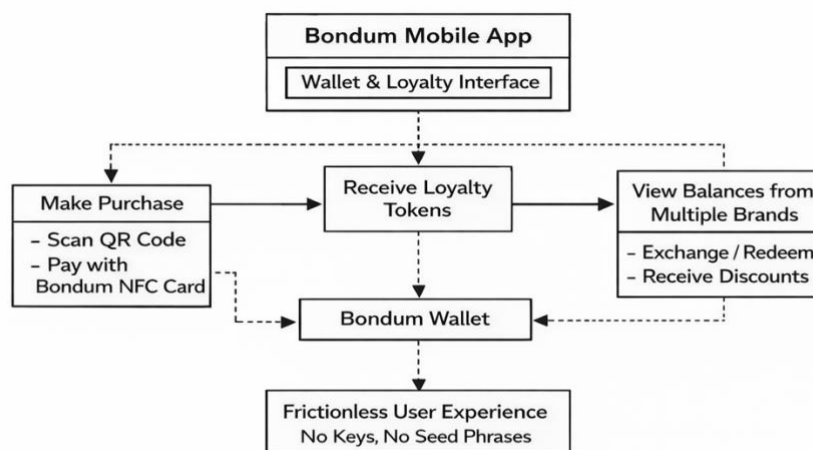 Bondum Mobile App
Wallet & Loyalty Interface
Make Purchase
– Scan QR Code
– Pay with
Bondum NFC Card
Receive Loyalty
Tokens
View Balances from
Multiple Brands
– Exchange / Redeem
– Receive Discounts
Bondum Wallet
Frictionless User Experience
No Keys, No Seed Phrases